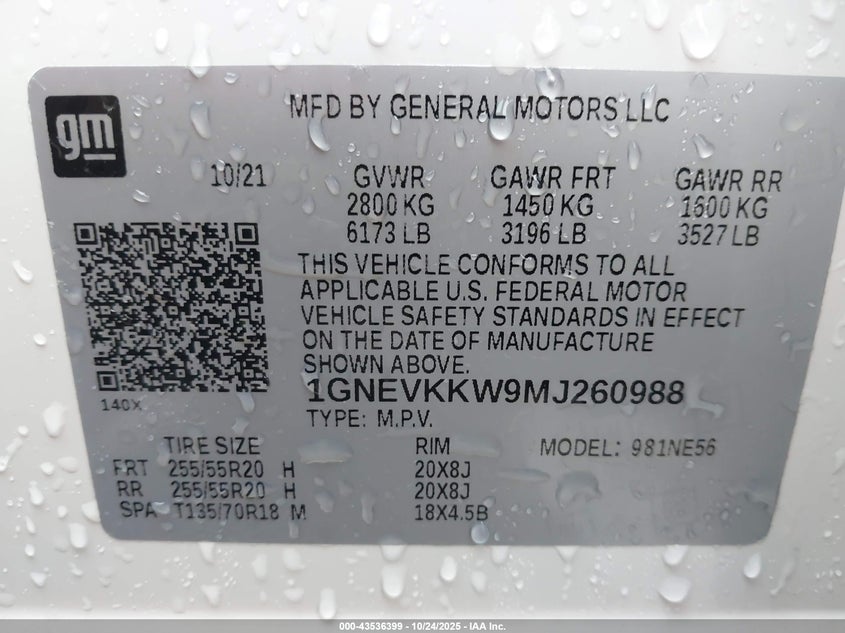 gm
MFD BY GENERAL MOTORS LLC
10/21 GVWR GAWR FRT GAWR RR
2800 KG 1450 KG 1600 KG
6173 LB 3196 LB 3527 LB
THIS VEHICLE CONFORMS TO ALL
APPLICABLE U.S. FEDERAL MOTOR
VEHICLE SAFETY STANDARDS IN EFFECT
ON THE DATE OF MANUFACTURE
SHOWN ABOVE.
1GNEVKKW9MJ260988
140X
TYPE: M.P.V.
TIRE SIZE RIM MODEL: 981NE56
FRT 255/55R20 H 20X8J
RR 255/55R20 H 20X8J
SPA T135/70R18 M 18X4.5B
000-43536399 - 10/24/2025 - IAA Inc.